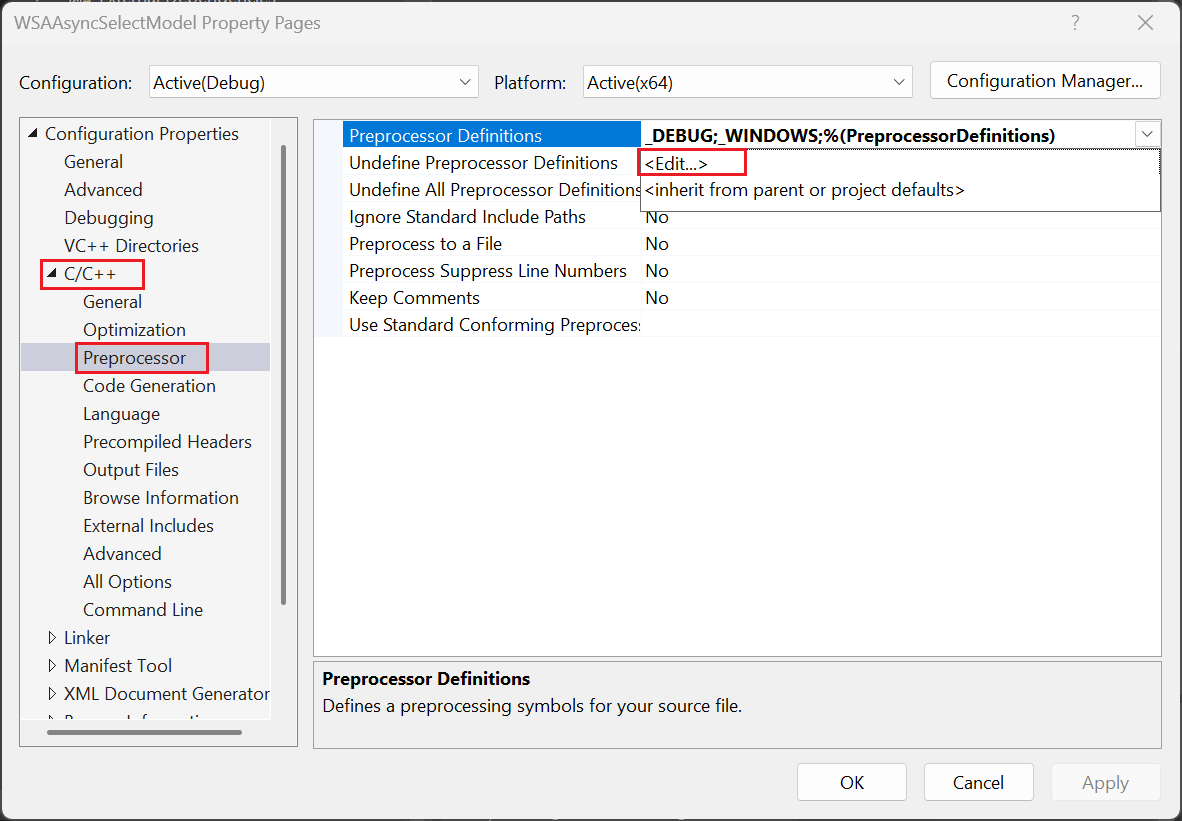 WSAAsyncSelectModel Property Pages
?
Configuration: Active(Debug) Platform: Active(x64) Configuration Manager...
Configuration Properties
General
Advanced
Debugging
VC++ Directories
C/C++
General
Optimization
Preprocessor
Code Generation
Language
Precompiled Headers
Output Files
Browse Information
External Includes
Advanced
All Options
Command Line
Linker
Manifest Tool
XML Document Generator
Preprocessor Definitions _DEBUG;_WINDOWS;%(PreprocessorDefinitions)
Undefine Preprocessor Definitions <Edit...>
Undefine All Preprocessor Definitions <inherit from parent or project defaults>
Ignore Standard Include Paths No
Preprocess to a File No
Preprocess Suppress Line Numbers No
Keep Comments No
Use Standard Conforming Preproces
Preprocessor Definitions
Defines a preprocessing symbols for your source file.
OK Cancel Apply